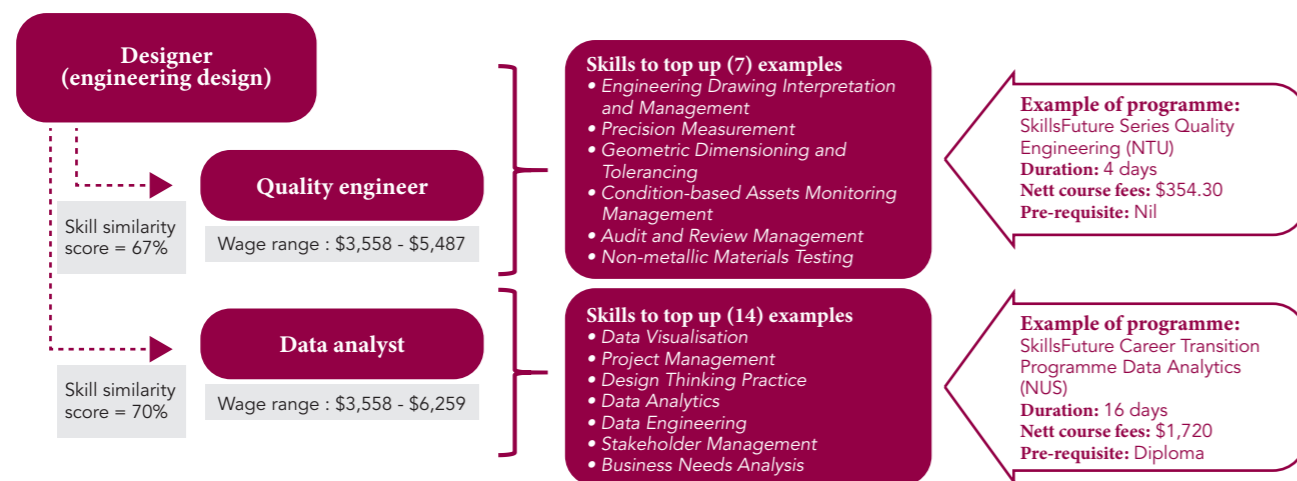 Designer
(engineering design)
Skill similarity
score = 67%
Quality engineer
Wage range : $3,558 - $5,487
Skills to top up (7) examples
• Engineering Drawing Interpretation
and Management
• Precision Measurement
• Geometric Dimensioning and
Tolerancing
• Condition-based Assets Monitoring
Management
• Audit and Review Management
• Non-metallic Materials Testing
Example of programme:
SkillsFuture Series Quality
Engineering (NTU)
Duration: 4 days
Nett course fees: $354.30
Pre-requisite: Nil
Skill similarity
score = 70%
Data analyst
Wage range : $3,558 - $6,259
Skills to top up (14) examples
• Data Visualisation
• Project Management
• Design Thinking Practice
• Data Analytics
• Data Engineering
• Stakeholder Management
• Business Needs Analysis
Example of programme:
SkillsFuture Career Transition
Programme Data Analytics
(NUS)
Duration: 16 days
Nett course fees: $1,720
Pre-requisite: Diploma